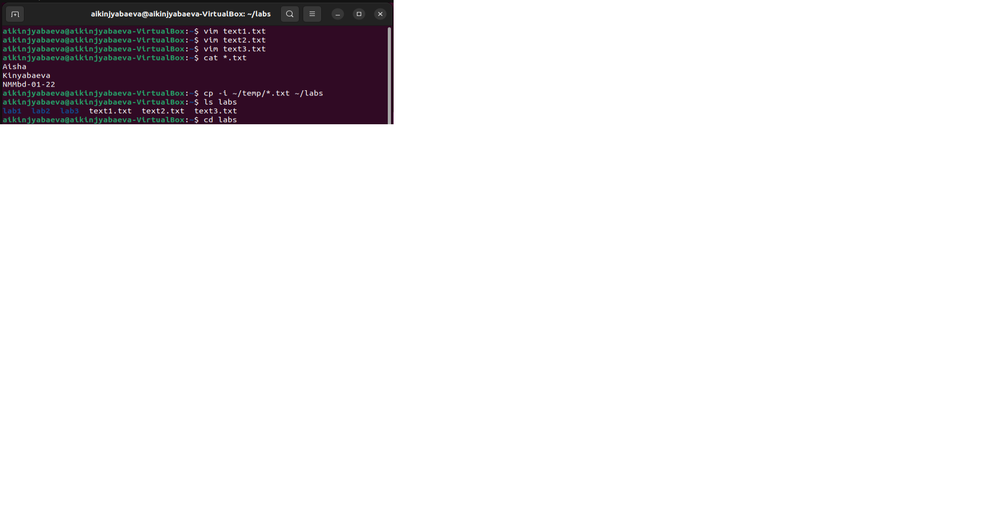 aikinjyabaeva@aikinjyabaeva-VirtualBox: ~/labs
aikinjyabaeva@aikinjyabaeva-VirtualBox:~$ vim text1.txt
aikinjyabaeva@aikinjyabaeva-VirtualBox:~$ vim text2.txt
aikinjyabaeva@aikinjyabaeva-VirtualBox:~$ vim text3.txt
aikinjyabaeva@aikinjyabaeva-VirtualBox:~$ cat *.txt
Aisha
Kinyabaeva
NMMbd-01-22
aikinjyabaeva@aikinjyabaeva-VirtualBox:~$ cp -i ~/temp/*.txt ~/labs
aikinjyabaeva@aikinjyabaeva-VirtualBox:~$ ls labs
lab1  lab2  lab3  text1.txt  text2.txt  text3.txt
aikinjyabaeva@aikinjyabaeva-VirtualBox:~$ cd labs